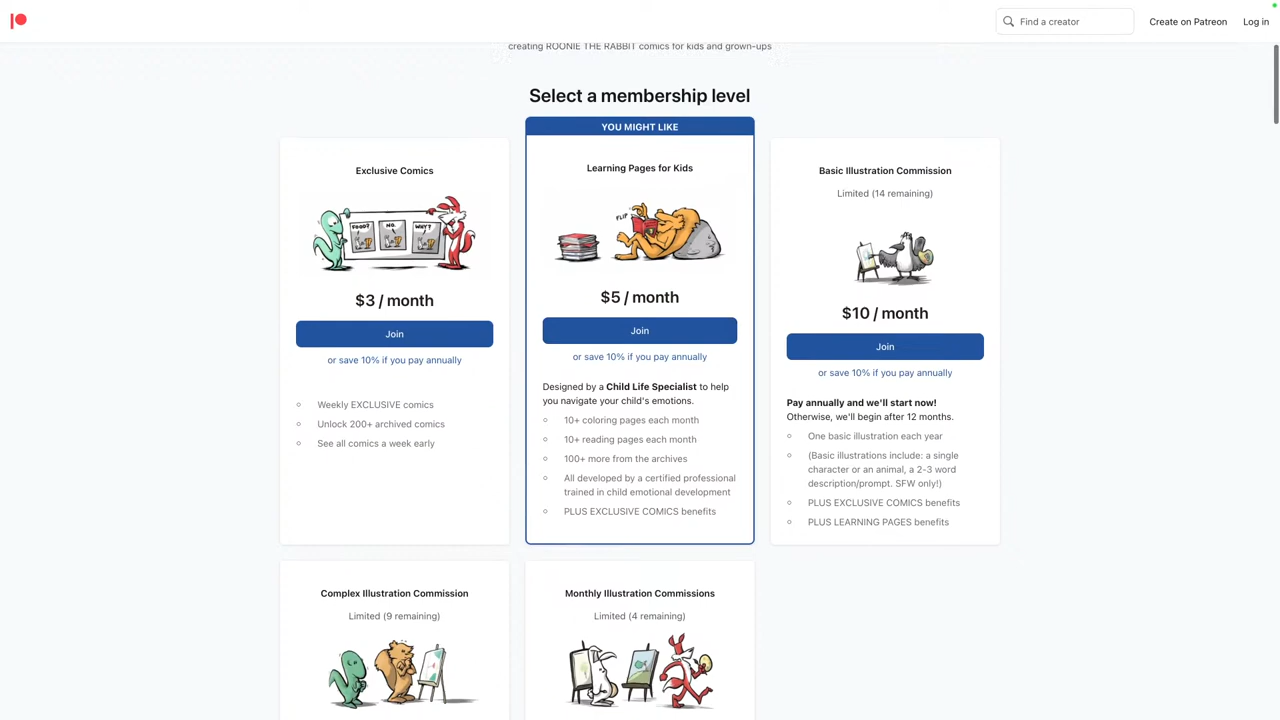 Find a creator
Create on Patreon
Log in
creating ROONIE THE RABBIT comics for kids and grown-ups
Select a membership level
YOU MIGHT LIKE
Exclusive Comics
FOOD?
NO.
WHY?
$3 / month
Join
or save 10% if you pay annually
Weekly EXCLUSIVE comics
Unlock 200+ archived comics
See all comics a week early
Learning Pages for Kids
FLIP
$5 / month
Join
or save 10% if you pay annually
Designed by a Child Life Specialist to help
you navigate your child's emotions.
10+ coloring pages each month
10+ reading pages each month
100+ more from the archives
All developed by a certified professional
trained in child emotional development
PLUS EXCLUSIVE COMICS benefits
Basic Illustration Commission
Limited (14 remaining)
$10 / month
Join
or save 10% if you pay annually
Pay annually and we'll start now!
Otherwise, we'll begin after 12 months.
One basic illustration each year
(Basic illustrations include: a single
character or an animal, a 2-3 word
description/prompt. SFW only!)
PLUS EXCLUSIVE COMICS benefits
PLUS LEARNING PAGES benefits
Complex Illustration Commission
Limited (9 remaining)
Monthly Illustration Commissions
Limited (4 remaining)